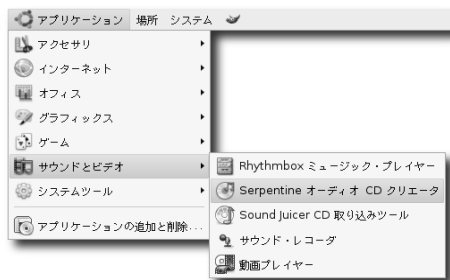 アプリケーション 場所 システム
アクセサリ
インターネット
オフィス
グラフィックス
ゲーム
サウンドとビデオ
システムツール
アプリケーションの追加と削除...
Rhythmbox ミュージック・プレイヤー
Serpentine オーディオ CD クリエータ
Sound Juicer CD 取り込みツール
サウンド・レコーダ
動画プレイヤー